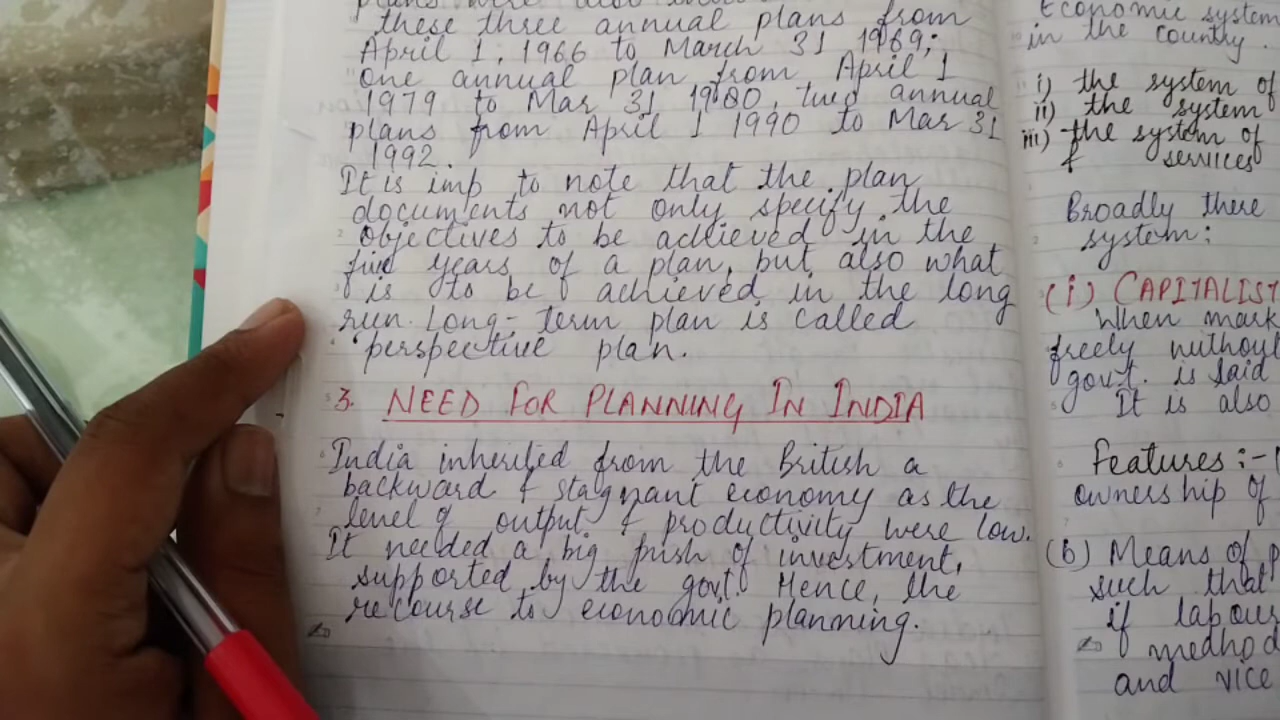 plans were also
these three annual plans from
April 1, 1966 to March 31 1969;
one annual plan from April 1
1979 to Mar 31 1980, two annual
plans from April 1 1990 to Mar 31
1992.
It is imp to note that the plan
documents not only specify the
objectives to be achieved in the
five years of a plan, but also what
is to be achieved in the long
run. Long-term plan is called
'perspective plan.
3. NEED FOR PLANNING IN INDIA
India inherited from the British a
backward & stagnant economy as the
level of output & productivity were low.
It needed a big push of investment,
supported by the govt. Hence, the
recourse to economic planning.
Economic system
in the country.
i) the system of
ii) the system
iii) the system of
& services
Broadly there
system:
(i) CAPITALIST
When mark
freely without
govt. is said
It is also
Features :-
ownership of
(b) Means of p
such that
if labour
method
and vice